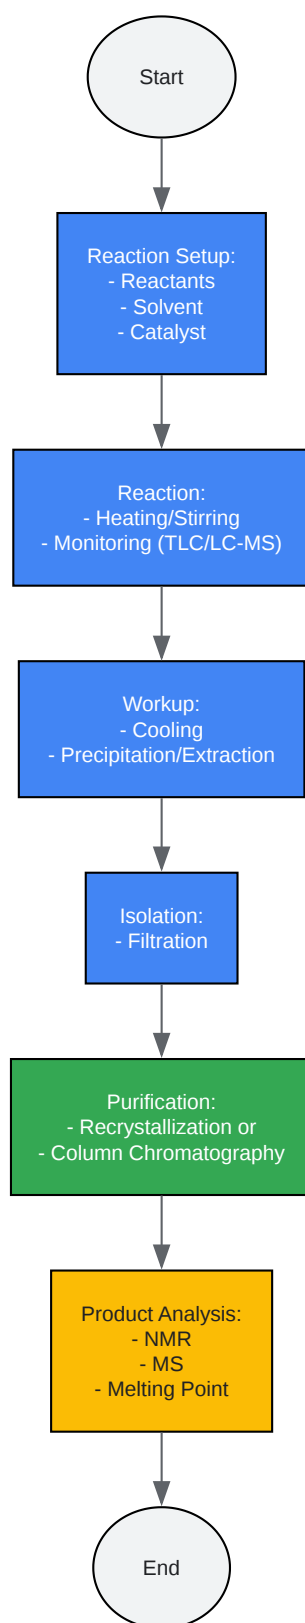 Start
Reaction Setup:
- Reactants
- Solvent
- Catalyst
Reaction:
- Heating/Stirring
- Monitoring (TLC/LC-MS)
Workup:
- Cooling
- Precipitation/Extraction
Isolation:
- Filtration
Purification:
- Recrystallization or
- Column Chromatography
Product Analysis:
- NMR
- MS
- Melting Point
End